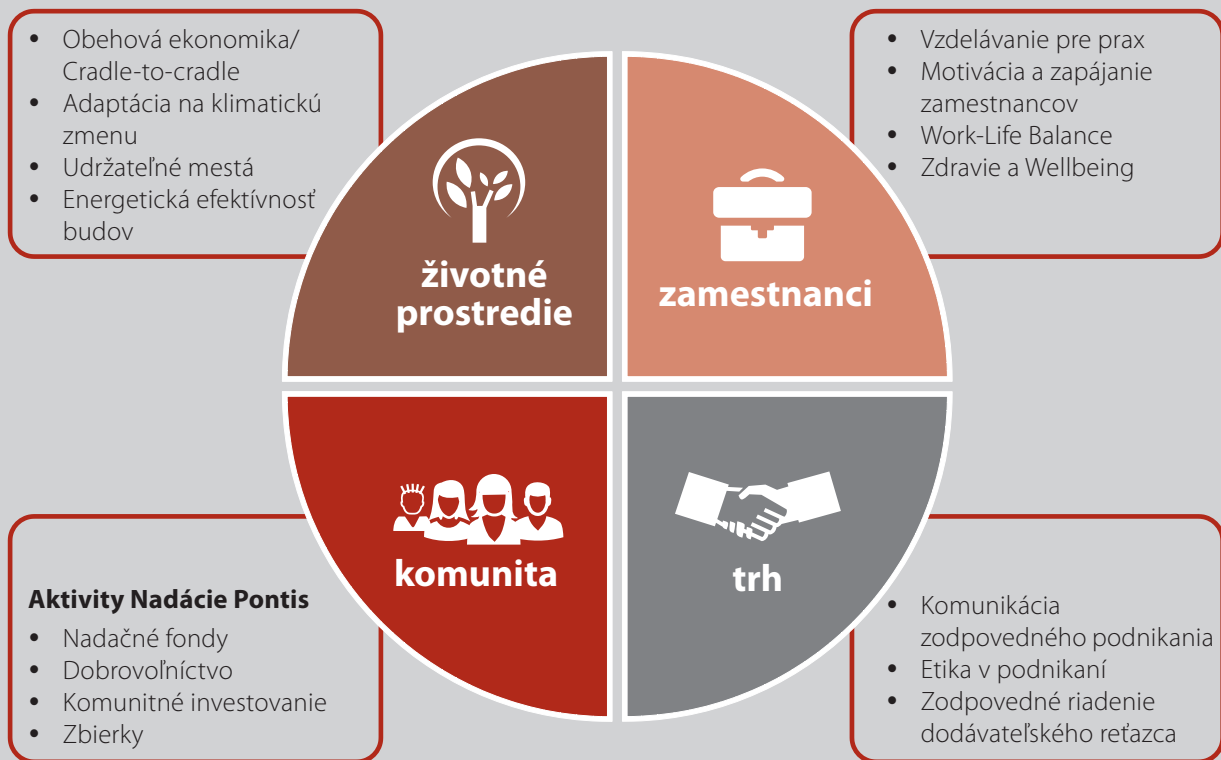 • Obehová ekonomika/
Cradle-to-cradle
• Adaptácia na klimatickú
zmenu
• Udržateľné mestá
• Energetická efektívnosť
budov
• Vzdelávanie pre prax
• Motivácia a zapájanie
zamestnancov
• Work-Life Balance
• Zdravie a Wellbeing
životné
prostredie
zamestnanci
komunita
trh
Aktivity Nadácie Pontis
• Nadačné fondy
• Dobrovoľníctvo
• Komunitné investovanie
• Zbierky
• Komunikácia
zodpovedného podnikania
• Etika v podnikaní
• Zodpovedné riadenie
dodávateľského reťazca